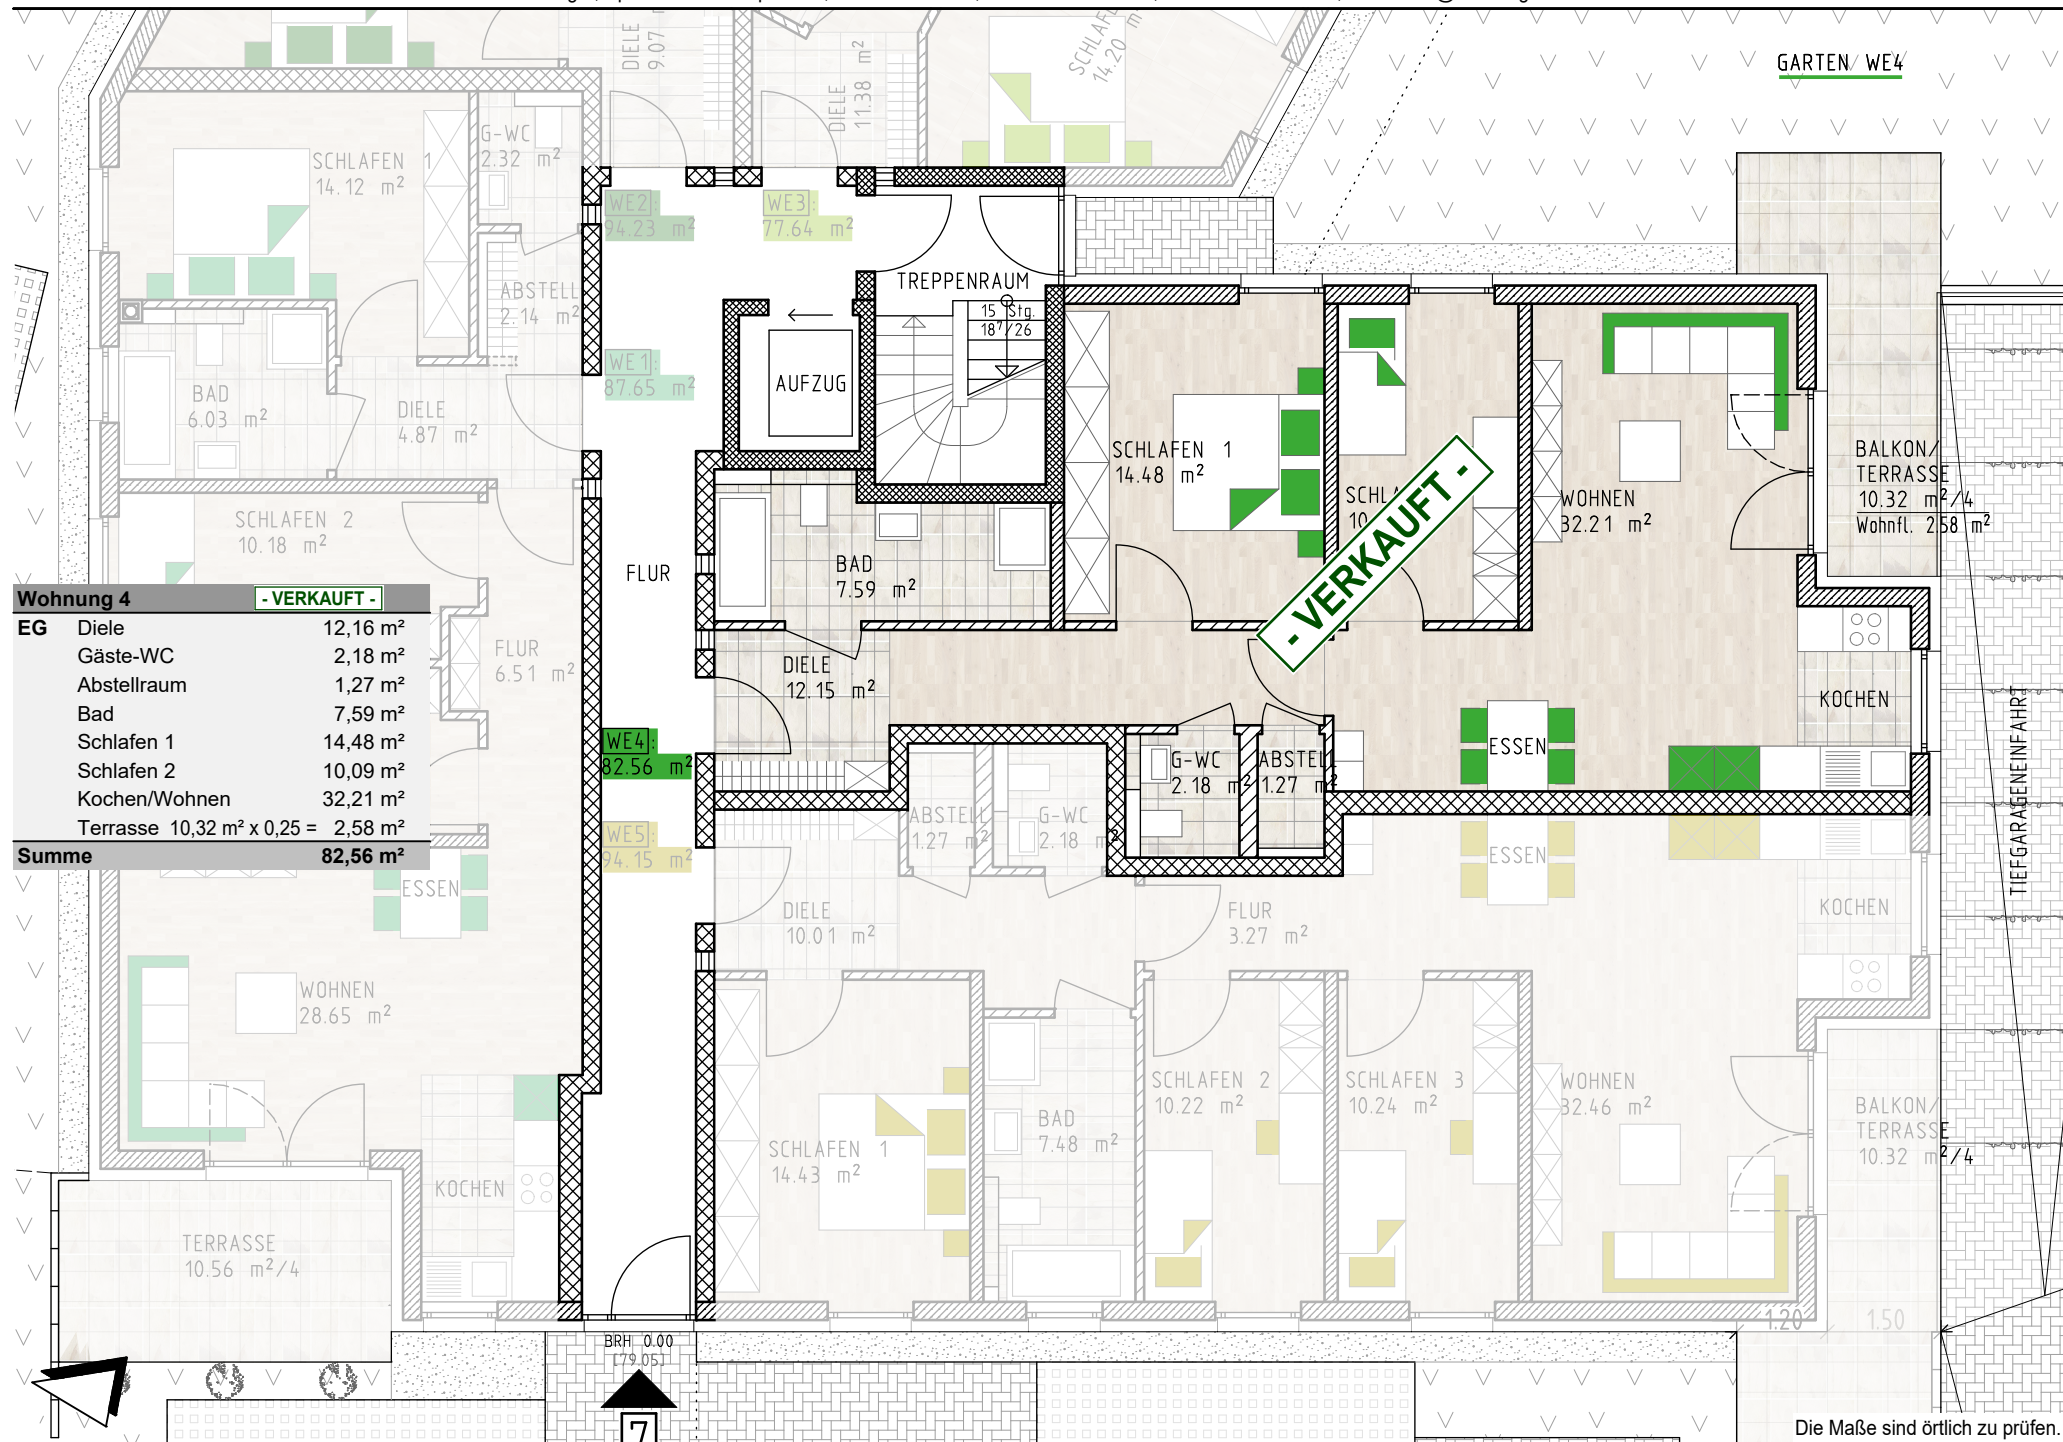 GARTEN WE4
DIELE
9.07
DIELE
11.38 m²
14.20 m²
SCHLAFEN 1
14.12 m²
G-WC
2.32 m²
WE2:
94.23 m²
WE3:
77.64 m²
ABSTELL
2.14 m²
TREPPENRAUM
15 Stg.
18⁷/26
WE1:
87.65 m²
AUFZUG
BAD
6.03 m²
DIELE
4.87 m²
SCHLAFEN 1
14.48 m²
WOHNEN
32.21 m²
BALKON/
TERRASSE
10.32 m²/4
Wohnfl. 2.58 m²
- VERKAUFT -
SCHLAFEN 2
10.18 m²
FLUR
BAD
7.59 m²
Wohnung 4 - VERKAUFT -
EG Diele 12,16 m²
Gäste-WC 2,18 m²
Abstellraum 1,27 m²
Bad 7,59 m²
Schlafen 1 14,48 m²
Schlafen 2 10,09 m²
Kochen/Wohnen 32,21 m²
Terrasse 10,32 m² x 0,25 = 2,58 m²
Summe 82,56 m²
FLUR
6.51 m²
DIELE
12.15 m²
KOCHEN
WE4:
82.56 m²
G-WC
2.18 m²
ABSTELL
1.27 m²
ESSEN
TIEFGARAGENEINFAHRT
WE5:
94.15 m²
ABSTELL
1.27 m²
G-WC
2.18 m²
ESSEN
ESSEN
DIELE
10.01 m²
FLUR
3.27 m²
KOCHEN
WOHNEN
28.65 m²
SCHLAFEN 1
14.43 m²
BAD
7.48 m²
SCHLAFEN 2
10.22 m²
SCHLAFEN 3
10.24 m²
WOHNEN
32.46 m²
BALKON/
TERRASSE
10.32 m²/4
KOCHEN
TERRASSE
10.56 m²/4
1.20
1.50
BRH 0.00
[79.05]
7
Die Maße sind örtlich zu prüfen.